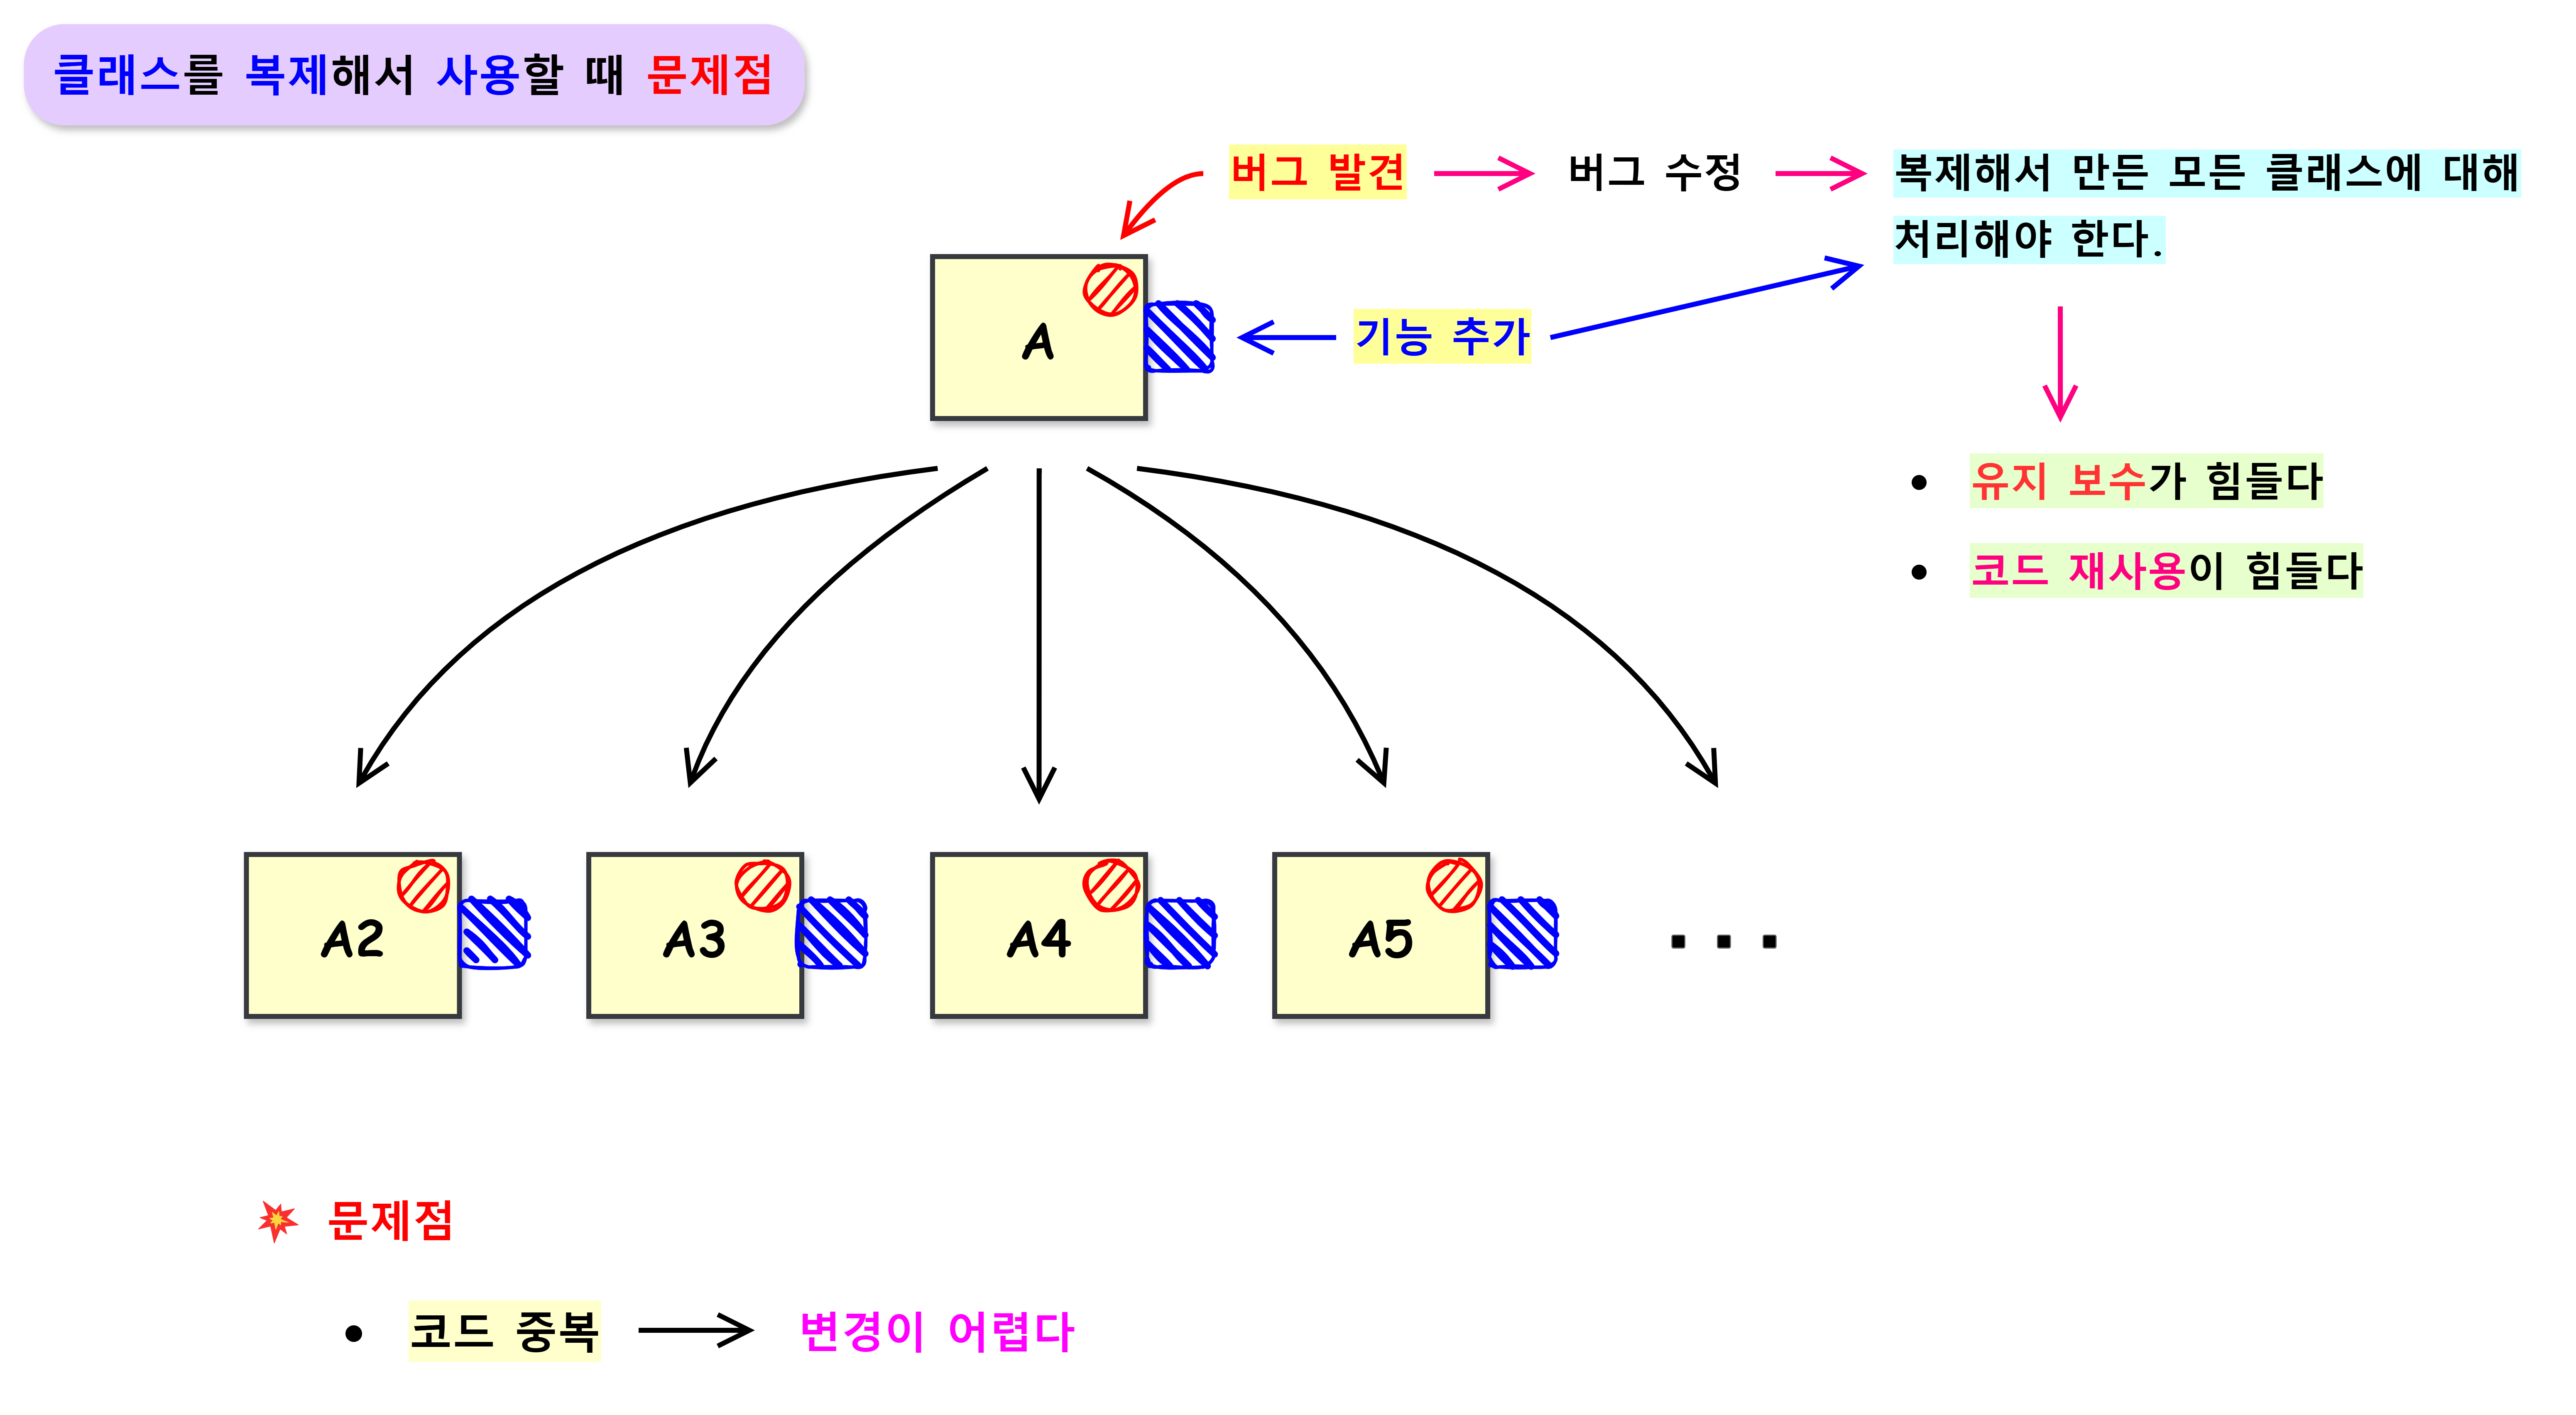 클래스를 복제해서 사용할 때 문제점
버그 발견
버그 수정
복제해서 만든 모든 클래스에 대해
처리해야 한다.
A
기능 추가
• 유지 보수가 힘들다
• 코드 재사용이 힘들다
A2
A3
A4
A5
. . .
💥 문제점
• 코드 중복
변경이 어렵다